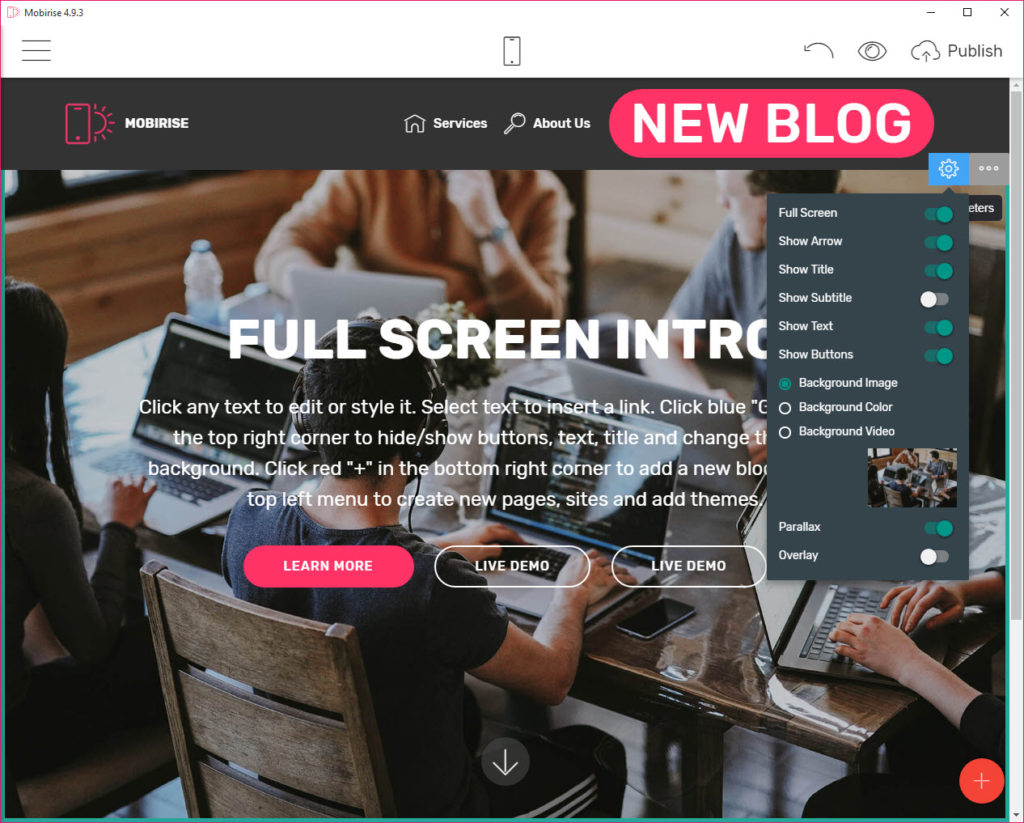 Mobirise 4.9.3
Publish
MOBIRISE
Services
About Us
NEW BLOG
eters
Full Screen
Show Arrow
Show Title
Show Subtitle
Show Text
Show Buttons
Background Image
Background Color
Background Video
Parallax
Overlay
FULL SCREEN INTRO
Click any text to edit or style it. Select text to insert a link. Click blue "G
the top right corner to hide/show buttons, text, title and change th
background. Click red "+" in the bottom right corner to add a new bloc
top left menu to create new pages, sites and add themes.
LEARN MORE
LIVE DEMO
LIVE DEMO